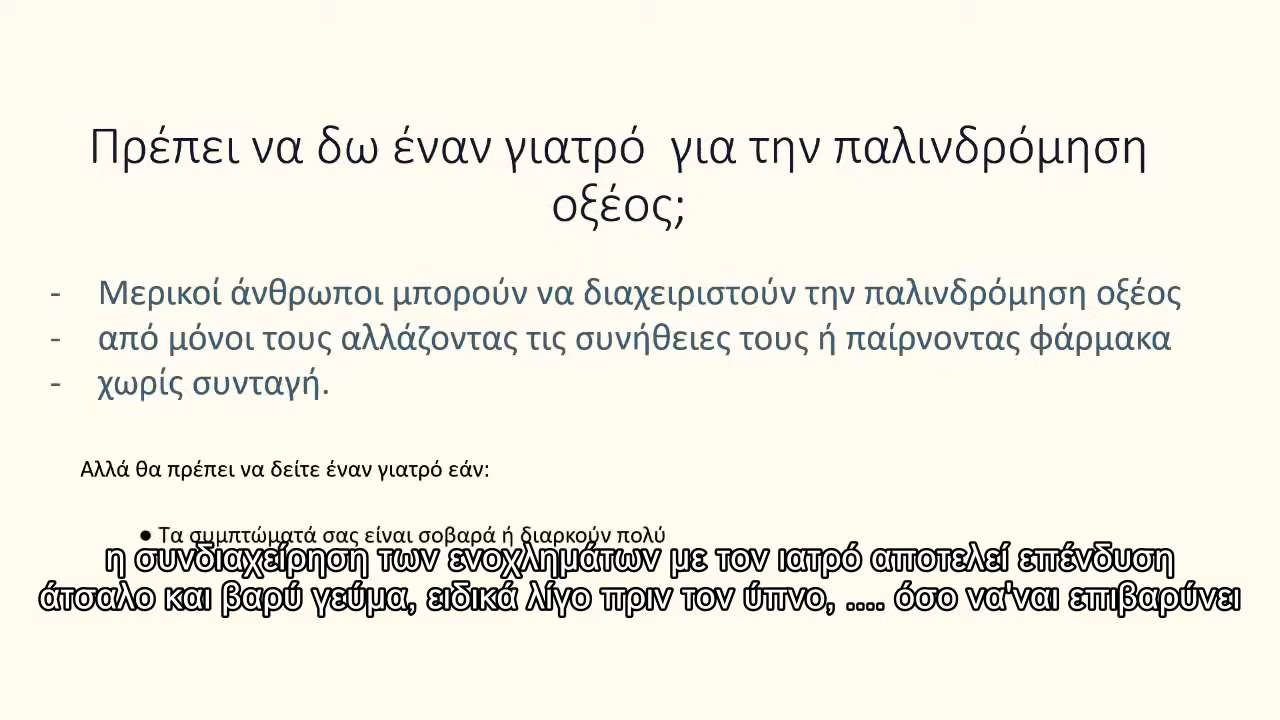 Πρέπει να δω έναν γιατρό για την παλινδρόμηση
οξέος;
- Μερικοί άνθρωποι μπορούν να διαχειριστούν την παλινδρόμηση οξέος
- από μόνοι τους αλλάζοντας τις συνήθειες τους ή παίρνοντας φάρμακα
- χωρίς συνταγή.
Αλλά θα πρέπει να δείτε έναν γιατρό εάν:
● Τα συμπτώματά σας είναι σοβαρά ή διαρκούν πολύ
η συνδιαχείρηση των ενοχλημάτων με τον ιατρό αποτελεί επένδυση
άτσαλο και βαρύ γεύμα, ειδικά λίγο πριν τον ύπνο, .... όσο να'ναι επιβαρύνει